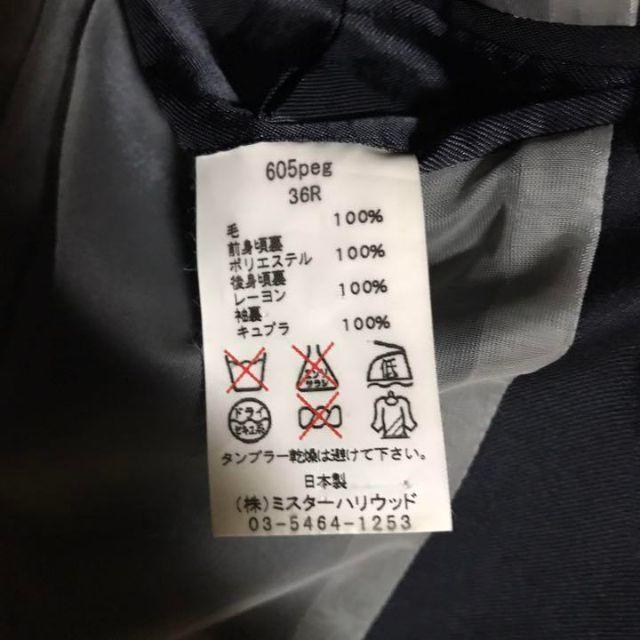 605peg
36R
毛 100%
前身頃裏
ポリエステル 100%
後身頃裏
レーヨン 100%
袖裏
キュプラ 100%
低
ドライ
タンブラー乾燥は避けて下さい。
日本製
(株)ミスターハリウッド
03-5464-1253